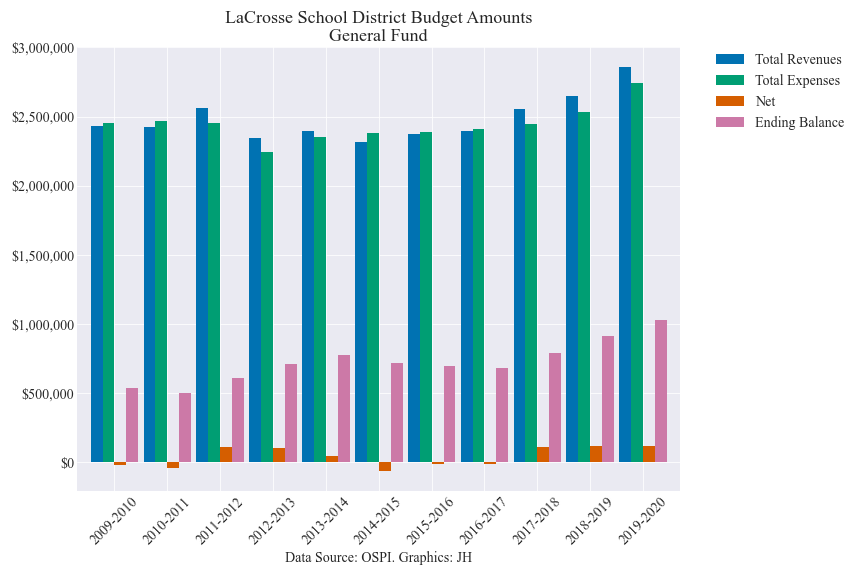 LaCrosse School District Budget Amounts
General Fund
$3,000,000
$2,500,000
$2,000,000
$1,500,000
$1,000,000
$500,000
$0
2009-2010
2010-2011
2011-2012
2012-2013
2013-2014
2014-2015
2015-2016
2016-2017
2017-2018
2018-2019
2019-2020
Data Source: OSPI. Graphics: JH
Total Revenues
Total Expenses
Net
Ending Balance